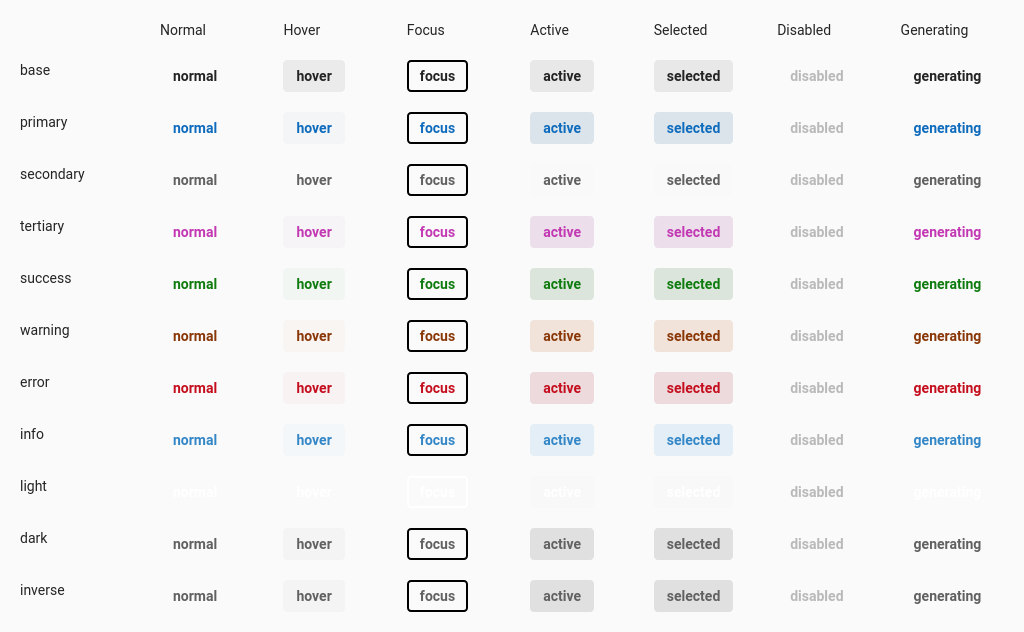 Normal Hover Focus Active Selected Disabled Generating
base normal hover focus active selected disabled generating
primary normal hover focus active selected disabled generating
secondary normal hover focus active selected disabled generating
tertiary normal hover focus active selected disabled generating
success normal hover focus active selected disabled generating
warning normal hover focus active selected disabled generating
error normal hover focus active selected disabled generating
info normal hover focus active selected disabled generating
light normal hover focus active selected disabled generating
dark normal hover focus active selected disabled generating
inverse normal hover focus active selected disabled generating